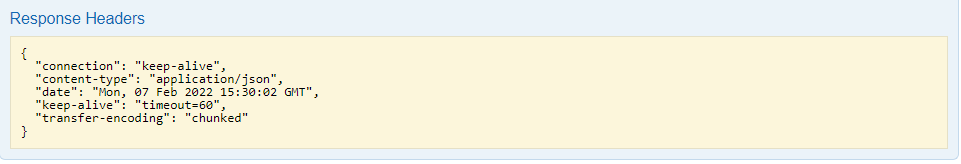 Response Headers
{
  "connection": "keep-alive",
  "content-type": "application/json",
  "date": "Mon, 07 Feb 2022 15:30:02 GMT",
  "keep-alive": "timeout=60",
  "transfer-encoding": "chunked"
}